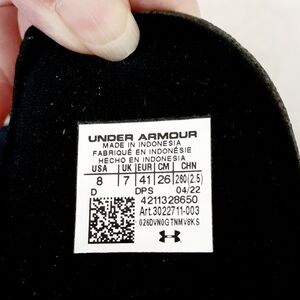 UNDER ARMOUR
MADE IN INDONESIA
FABRIQUÉ EN INDONÉSIE
HECHO EN INDONESIA
USA UK EUR CM CHN
8 7 41 26 260(2.5)
D DPS 04/22
4211328650
Art.3022711-003
026DVN0GTNMV8KS